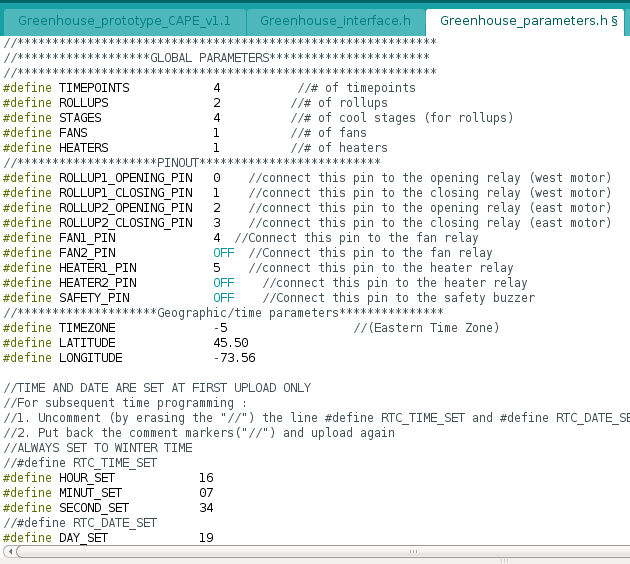 Greenhouse_prototype_CAPE_v1.1 Greenhouse_interface.h Greenhouse_parameters.h §
//************************************************************
//*******************GLOBAL PARAMETERS***********************
//************************************************************
#define TIMEPOINTS 4 //# of timepoints
#define ROLLUPS 2 //# of rollups
#define STAGES 4 //# of cool stages (for rollups)
#define FANS 1 //# of fans
#define HEATERS 1 //# of heaters
//********************PINOUT**************************
#define ROLLUP1_OPENING_PIN 0 //connect this pin to the opening relay (west motor)
#define ROLLUP1_CLOSING_PIN 1 //connect this pin to the closing relay (west motor)
#define ROLLUP2_OPENING_PIN 2 //connect this pin to the opening relay (east motor)
#define ROLLUP2_CLOSING_PIN 3 //connect this pin to the closing relay (east motor)
#define FAN1_PIN 4 //Connect this pin to the fan relay
#define FAN2_PIN OFF //Connect this pin to the fan relay
#define HEATER1_PIN 5 //connect this pin to the heater relay
#define HEATER2_PIN OFF //connect this pin to the heater relay
#define SAFETY_PIN OFF //Connect this pin to the safety buzzer
//********************Geographic/time parameters***************
#define TIMEZONE -5 //(Eastern Time Zone)
#define LATITUDE 45.50
#define LONGITUDE -73.56
//TIME AND DATE ARE SET AT FIRST UPLOAD ONLY
//For subsequent time programming :
//1. Uncomment (by erasing the "//") the line #define RTC_TIME_SET and #define RTC_DATE_SE
//2. Put back the comment markers("//") and upload again
//ALWAYS SET TO WINTER TIME
//#define RTC_TIME_SET
#define HOUR_SET 16
#define MINUT_SET 07
#define SECOND_SET 34
//#define RTC_DATE_SET
#define DAY_SET 19